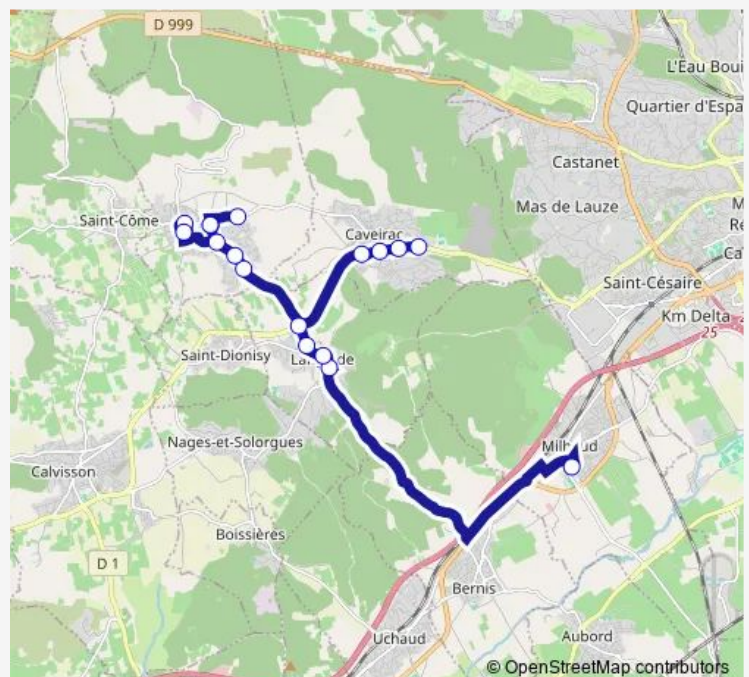 D 999
L'Eau Boui
Quartier d'Espa
Castanet
Mas de Lauze
Saint-Côme
Caveirac
Saint-Césaire
Km Delta
25
Saint-Dionisy
Nages-et-Solorgues
Calvisson
Boissières
D 1
Bernis
Uchaud
Aubord
© OpenStreetMap contributors